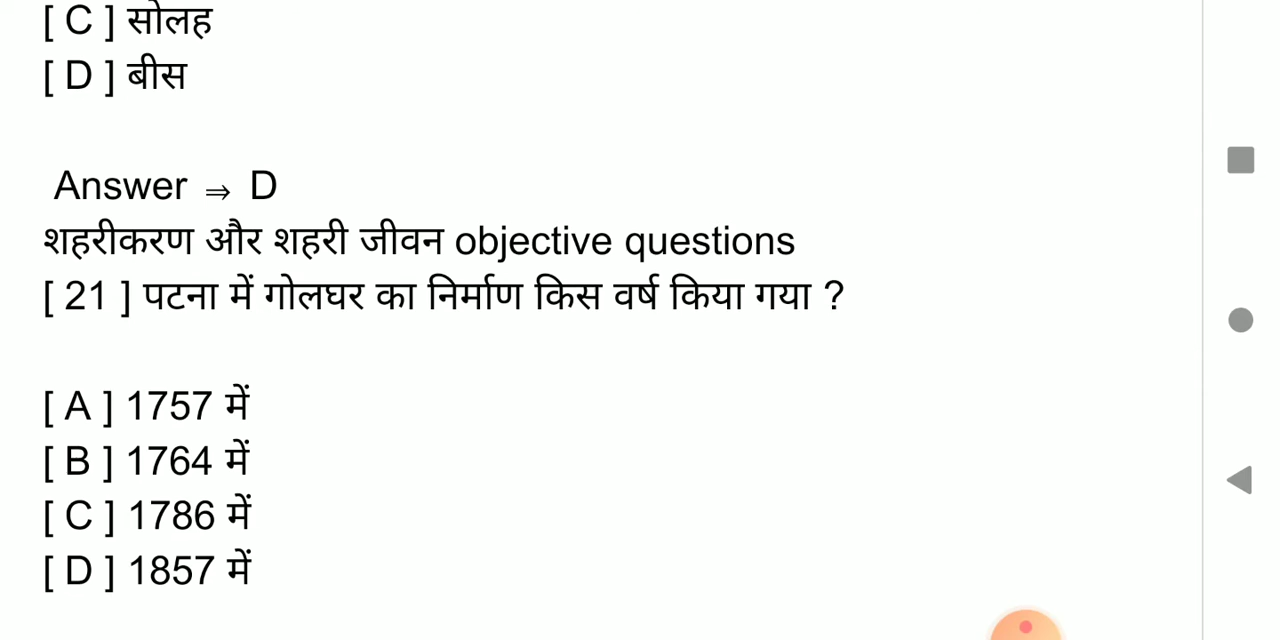 [ C ] सोलह
[ D ] बीस
Answer ⇒ D
शहरीकरण और शहरी जीवन objective questions
[ 21 ] पटना में गोलघर का निर्माण किस वर्ष किया गया ?
[ A ] 1757 में
[ B ] 1764 में
[ C ] 1786 में
[ D ] 1857 में